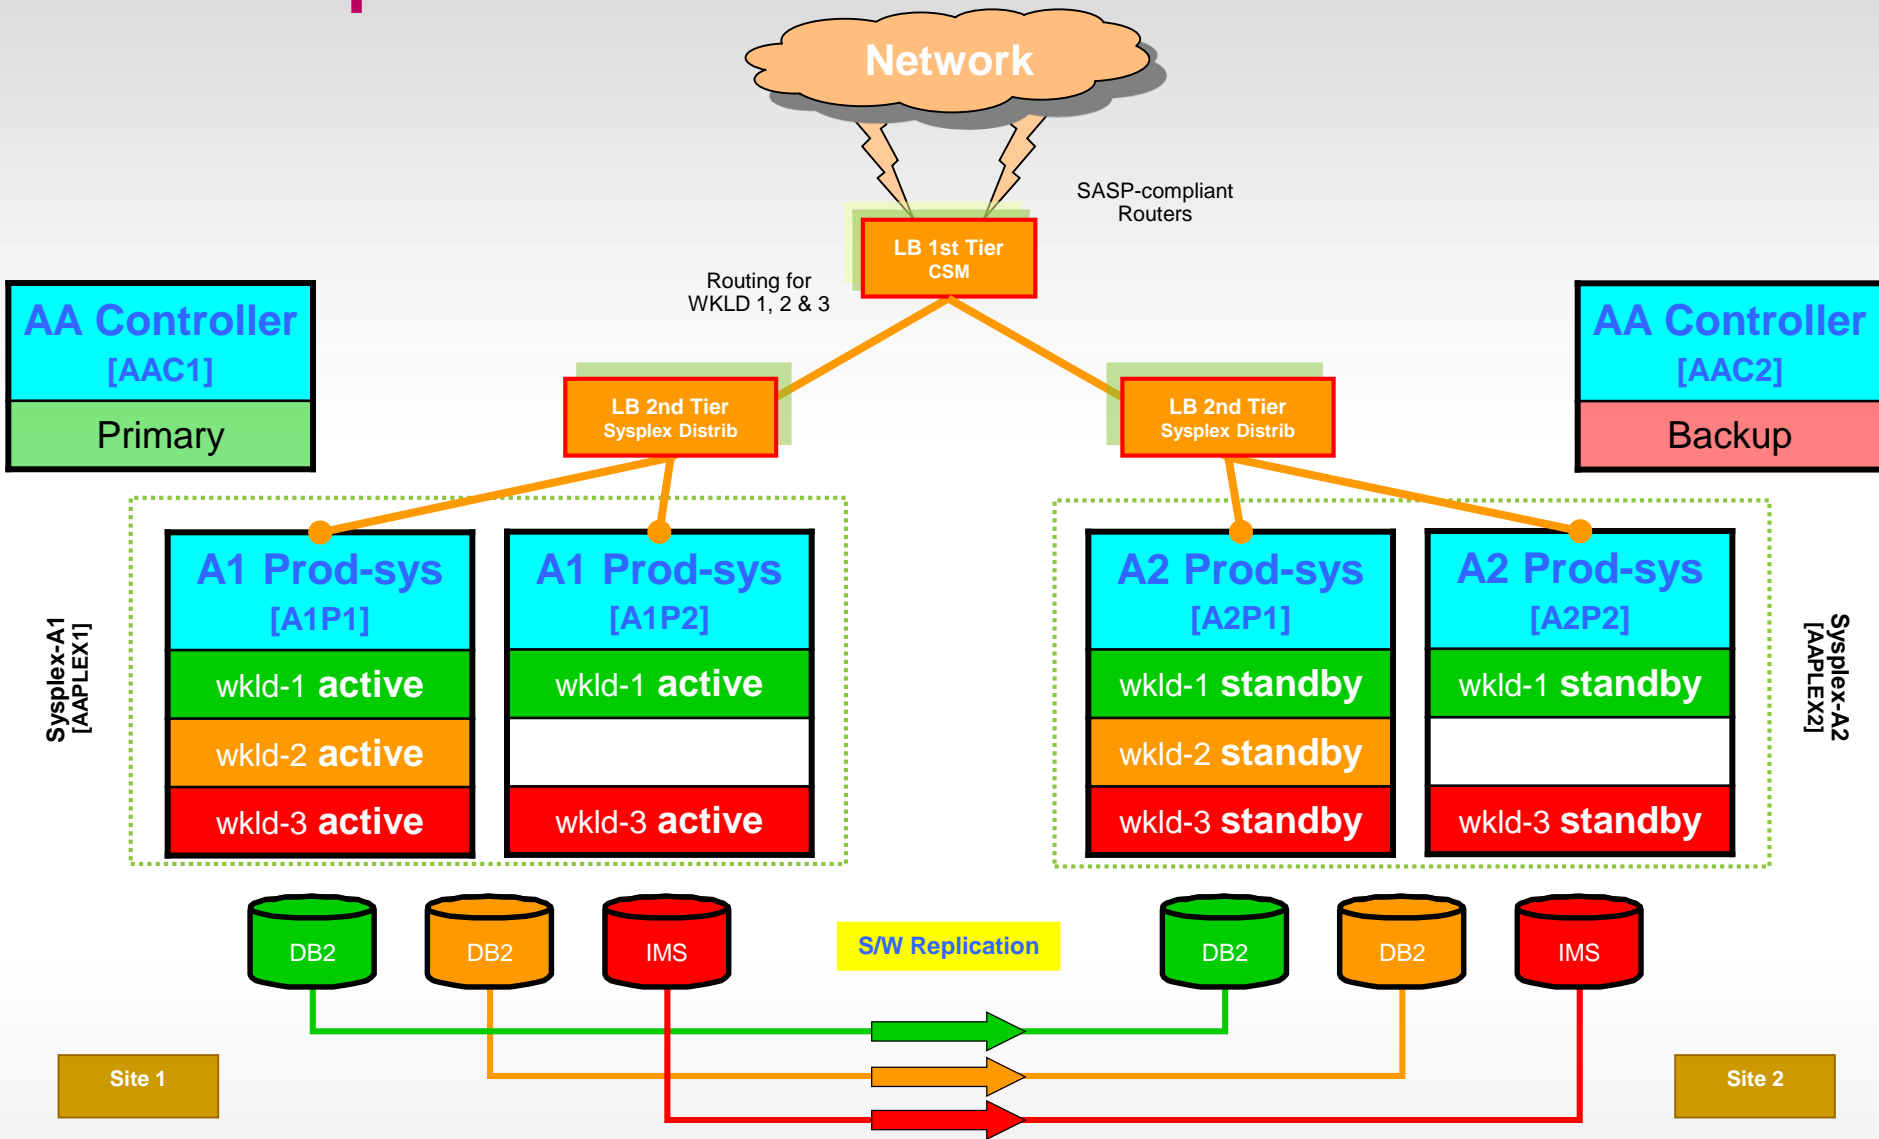 Network
SASP-compliant
Routers
LB 1st Tier
CSM
Routing for
WKLD 1, 2 & 3
AA Controller
[AAC1]
Primary
AA Controller
[AAC2]
Backup
LB 2nd Tier
Sysplex Distrib
LB 2nd Tier
Sysplex Distrib
Sysplex-A1
[AAPLEX1]
A1 Prod-sys
[A1P1]
wkld-1 active
wkld-2 active
wkld-3 active
A1 Prod-sys
[A1P2]
wkld-1 active
wkld-3 active
A2 Prod-sys
[A2P1]
wkld-1 standby
wkld-2 standby
wkld-3 standby
A2 Prod-sys
[A2P2]
wkld-1 standby
wkld-3 standby
Sysplex-A2
[AAPLEX2]
DB2
DB2
IMS
S/W Replication
DB2
DB2
IMS
Site 1
Site 2